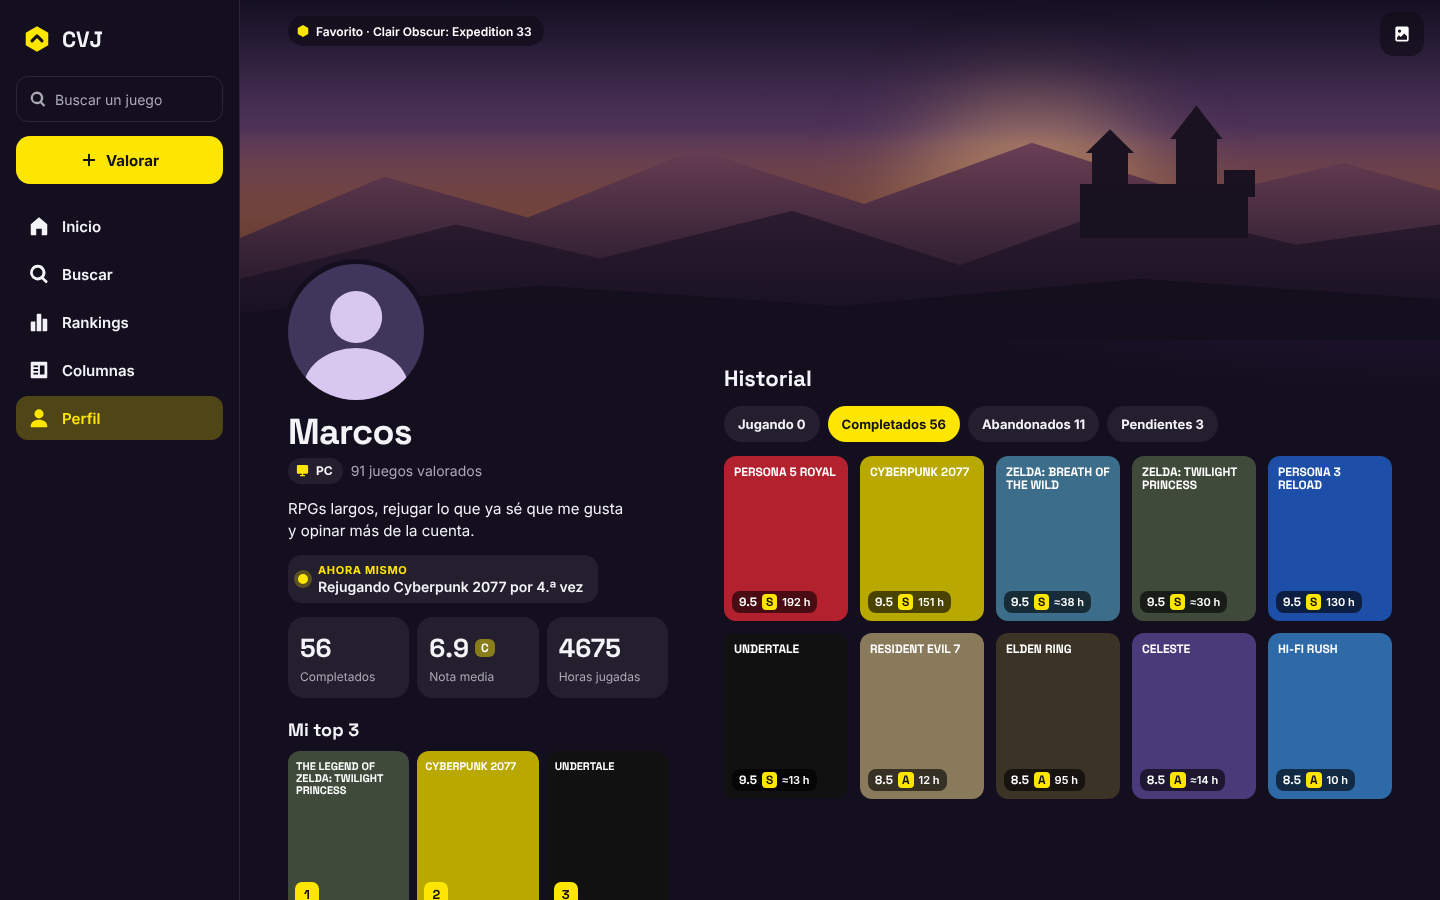 CVJ
Buscar un juego
Valorar
Inicio
Buscar
Rankings
Columnas
Perfil
Favorito · Clair Obscur: Expedition 33
Marcos
PC
91 juegos valorados
RPGs largos, rejugar lo que ya sé que me gusta
y opinar más de la cuenta.
AHORA MISMO
Rejugando Cyberpunk 2077 por 4.ª vez
56
Completados
6.9 C
Nota media
4675
Horas jugadas
Mi top 3
THE LEGEND OF
ZELDA: TWILIGHT
PRINCESS
1
CYBERPUNK 2077
2
UNDERTALE
3
Historial
Jugando 0
Completados 56
Abandonados 11
Pendientes 3
PERSONA 5 ROYAL
9.5 S 192 h
CYBERPUNK 2077
9.5 S 151 h
ZELDA: BREATH OF
THE WILD
9.5 S ≈38 h
ZELDA: TWILIGHT
PRINCESS
9.5 S ≈30 h
PERSONA 3
RELOAD
9.5 S 130 h
UNDERTALE
9.5 S ≈13 h
RESIDENT EVIL 7
8.5 A 12 h
ELDEN RING
8.5 A 95 h
CELESTE
8.5 A ≈14 h
HI-FI RUSH
8.5 A 10 h